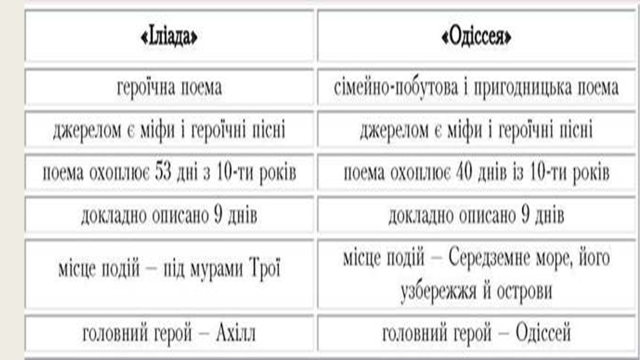 «Іліада» «Одіссея»
героїчна поема сімейно-побутова і пригодницька поема
джерелом є міфи і героїчні пісні джерелом є міфи і героїчні пісні
поема охоплює 53 дні з 10-ти років поема охоплює 40 днів із 10-ти років
докладно описано 9 днів докладно описано 9 днів
місце подій – під мурами Трої місце подій – Середземне море, його
узбережжя й острови
головний герой – Ахілл головний герой – Одіссей